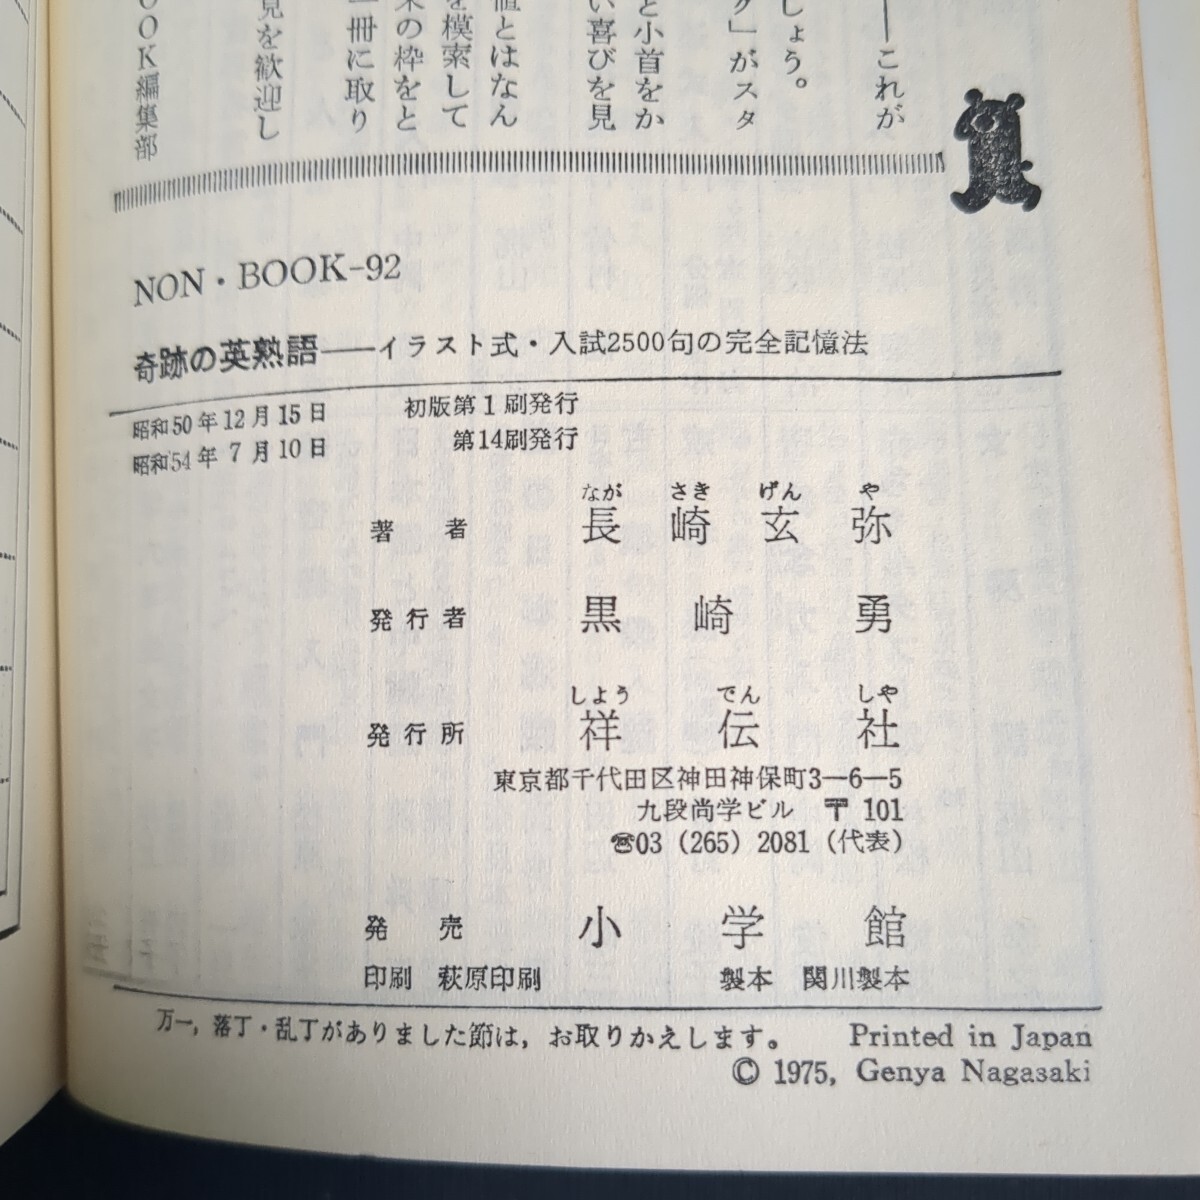 ――これが
しょう。
グ」がスタ
と小首をか
い喜びを見
値とはなん
を模索して
来の枠をと
一冊に取り
見を歓迎し
OOK編集部
NON・BOOK-92
奇跡の英熟語――イラスト式・入試2500句の完全記憶法
昭和50年12月15日 初版第1刷発行
昭和54年7月10日 第14刷発行
ながさきげんや
著者 長崎玄弥
発行者 黒崎勇
しようでんしや
発行所 祥伝社
東京都千代田区神田神保町3―6―5
九段尚学ビル 〒101
☎03（265）2081（代表）
発売 小学館
印刷 萩原印刷 製本 関川製本
万一，落丁・乱丁がありました節は，お取りかえします。 Printed in Japan
© 1975, Genya Nagasaki